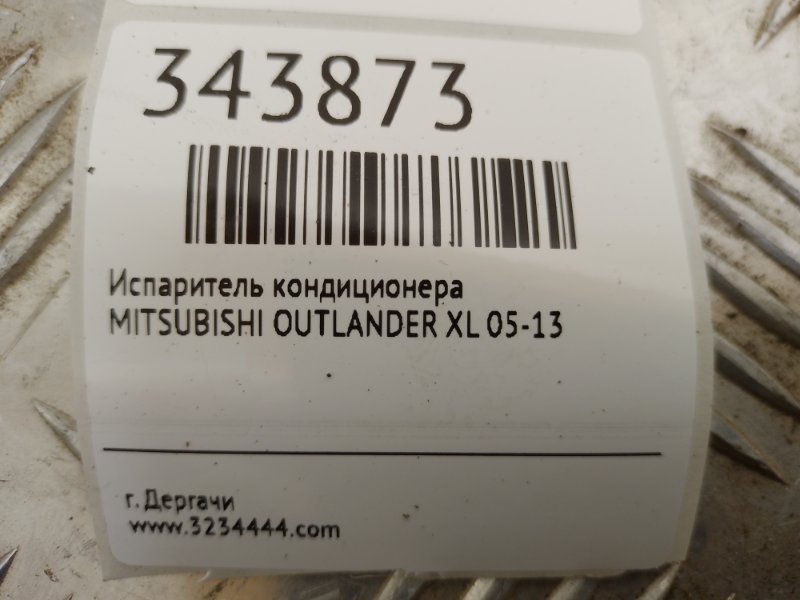 343873
Испаритель кондиционера
MITSUBISHI OUTLANDER XL 05-13
г. Дергачи
www.3234444.com